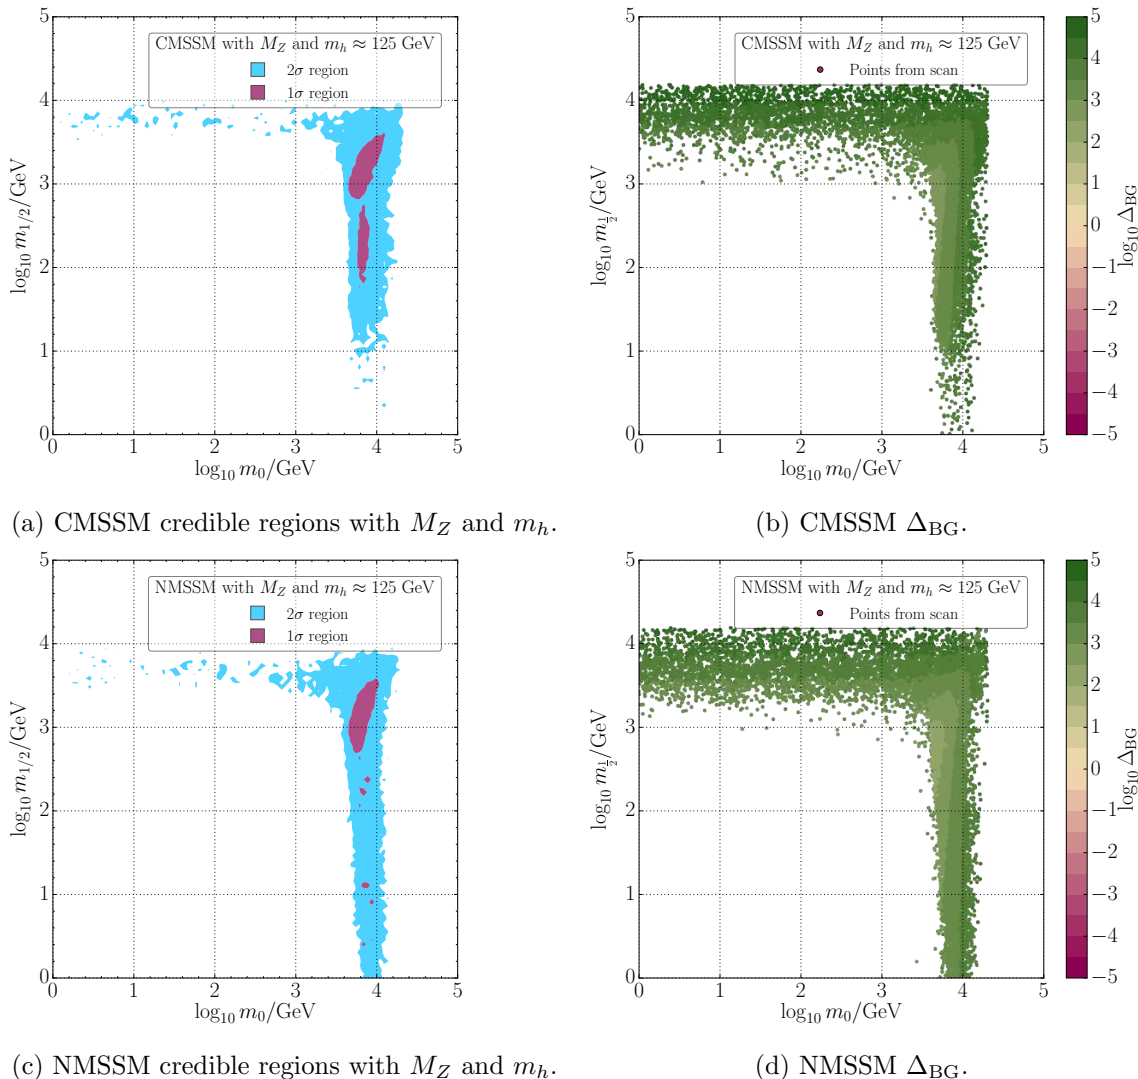 CMSSM with M_Z and m_h ≈ 125 GeV
2σ region
1σ region
log₁₀ m₁/₂/GeV
5
4
3
2
1
0
0 1 2 3 4 5
log₁₀ m₀/GeV
CMSSM with M_Z and m_h ≈ 125 GeV
Points from scan
log₁₀ m_{1/2}/GeV
5
4
3
2
1
0
0 1 2 3 4 5
log₁₀ m₀/GeV
5
4
3
2
1
0
−1
−2
−3
−4
−5
log₁₀ Δ_BG
(a) CMSSM credible regions with M_Z and m_h.
(b) CMSSM Δ_BG.
NMSSM with M_Z and m_h ≈ 125 GeV
2σ region
1σ region
log₁₀ m₁/₂/GeV
5
4
3
2
1
0
0 1 2 3 4 5
log₁₀ m₀/GeV
NMSSM with M_Z and m_h ≈ 125 GeV
Points from scan
log₁₀ m_{1/2}/GeV
5
4
3
2
1
0
0 1 2 3 4 5
log₁₀ m₀/GeV
5
4
3
2
1
0
−1
−2
−3
−4
−5
log₁₀ Δ_BG
(c) NMSSM credible regions with M_Z and m_h.
(d) NMSSM Δ_BG.